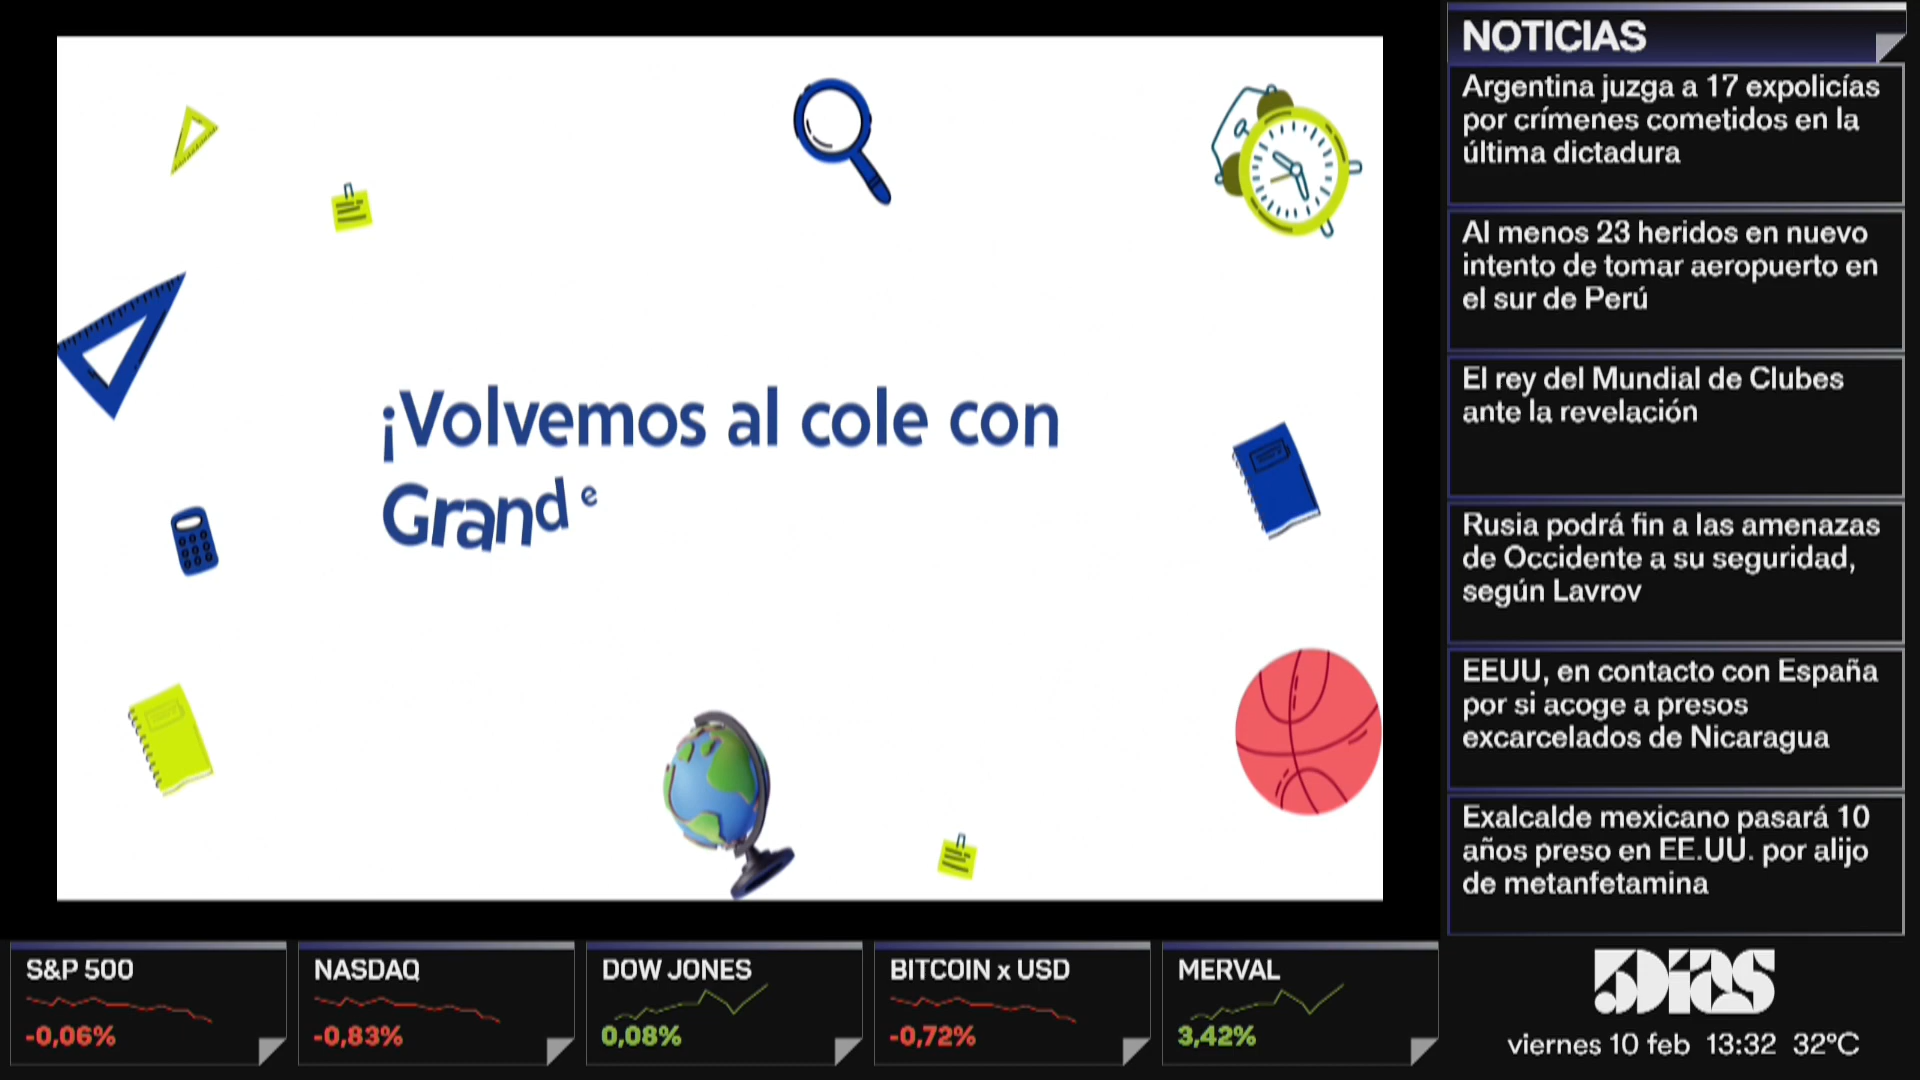 ¡Volvemos al cole con
Grande
NOTICIAS
Argentina juzga a 17 expolicías
por crímenes cometidos en la
última dictadura
Al menos 23 heridos en nuevo
intento de tomar aeropuerto en
el sur de Perú
El rey del Mundial de Clubes
ante la revelación
Rusia podrá fin a las amenazas
de Occidente a su seguridad,
según Lavrov
EEUU, en contacto con España
por si acoge a presos
excarcelados de Nicaragua
Exalcalde mexicano pasará 10
años preso en EE.UU. por alijo
de metanfetamina
S&P 500
-0,06%
NASDAQ
-0,83%
DOW JONES
0,08%
BITCOIN x USD
-0,72%
MERVAL
3,42%
5Días
viernes 10 feb 13:32 32°C